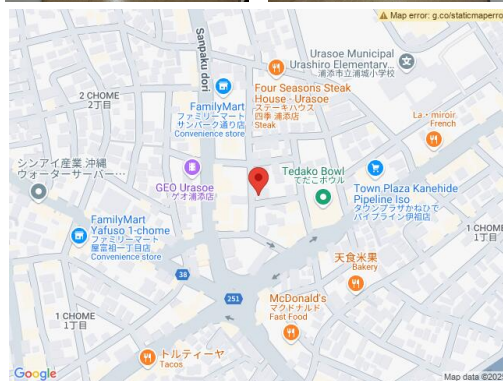 Map error: g.co/staticmaperro
Sanpaku dori
Urasoe Municipal
Urashiro Elementary...
浦添市立浦城小学校
Four Seasons Steak
House - Urasoe
ステーキハウス
四季 浦添店
Steak
2 CHOME
2丁目
FamilyMart
ファミリーマート
サンパーク通り店
Convenience store
La・miroir
French
シンアイ産業 沖縄
ウォーターサーバー…
GEO Urasoe
ゲオ浦添店
Tedako Bowl
てだこボウル
Town Plaza Kanehide
Pipeline Iso
タウンプラザかねひで
パイプライン伊祖店
FamilyMart
Yafuso 1-chome
ファミリーマート
屋富祖一丁目店
Convenience store
1 CHOME
1丁目
天食米果
Bakery
38
251
McDonald's
マクドナルド
Fast Food
1 CHOME
1丁目
トルティーヤ
Tacos
Google
Map data ©202